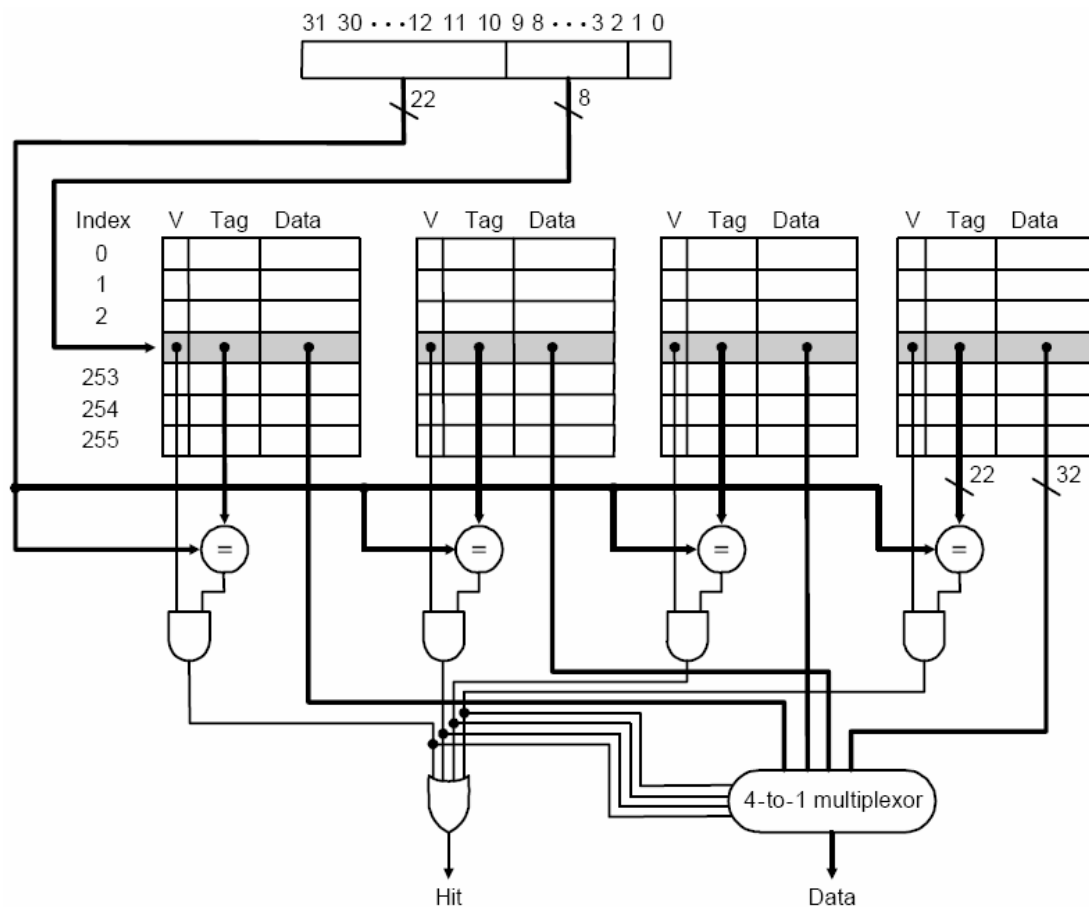 31 30 ••• 12 11 10 9 8 ••• 3 2 1 0
22
8
Index V Tag Data V Tag Data V Tag Data V Tag Data
0
1
2
253
254
255
22
32
= = = =
4-to-1 multiplexor
Hit
Data